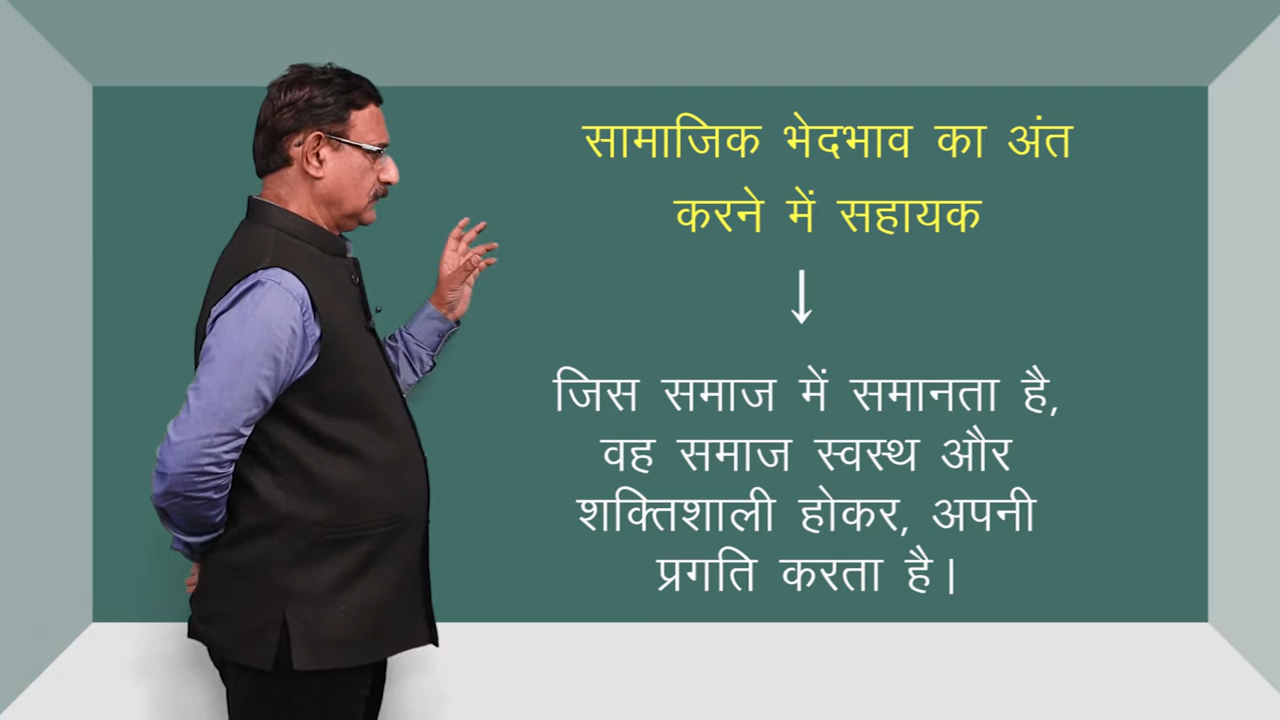 सामाजिक भेदभाव का अंत
करने में सहायक
↓
जिस समाज में समानता है,
वह समाज स्वस्थ और
शक्तिशाली होकर, अपनी
प्रगति करता है।